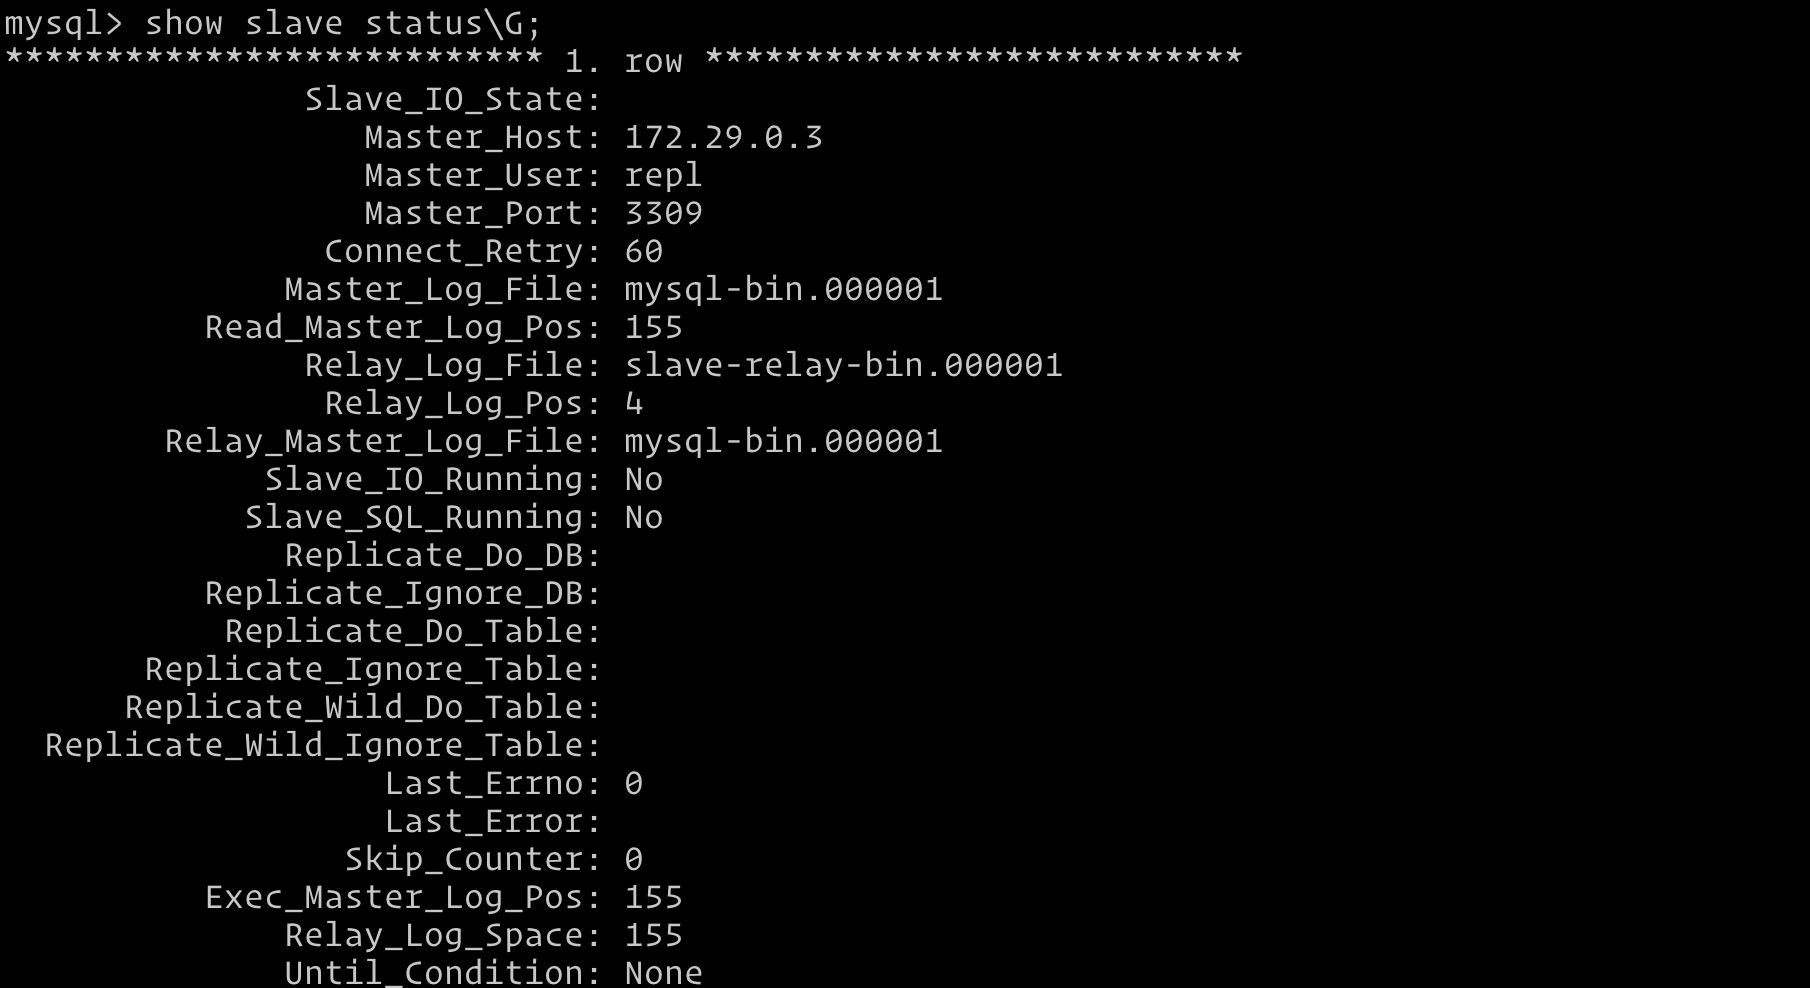 mysql> show slave status\G;
*************************** 1. row ***************************
Slave_IO_State:
Master_Host: 172.29.0.3
Master_User: repl
Master_Port: 3309
Connect_Retry: 60
Master_Log_File: mysql-bin.000001
Read_Master_Log_Pos: 155
Relay_Log_File: slave-relay-bin.000001
Relay_Log_Pos: 4
Relay_Master_Log_File: mysql-bin.000001
Slave_IO_Running: No
Slave_SQL_Running: No
Replicate_Do_DB:
Replicate_Ignore_DB:
Replicate_Do_Table:
Replicate_Ignore_Table:
Replicate_Wild_Do_Table:
Replicate_Wild_Ignore_Table:
Last_Errno: 0
Last_Error:
Skip_Counter: 0
Exec_Master_Log_Pos: 155
Relay_Log_Space: 155
Until_Condition: None